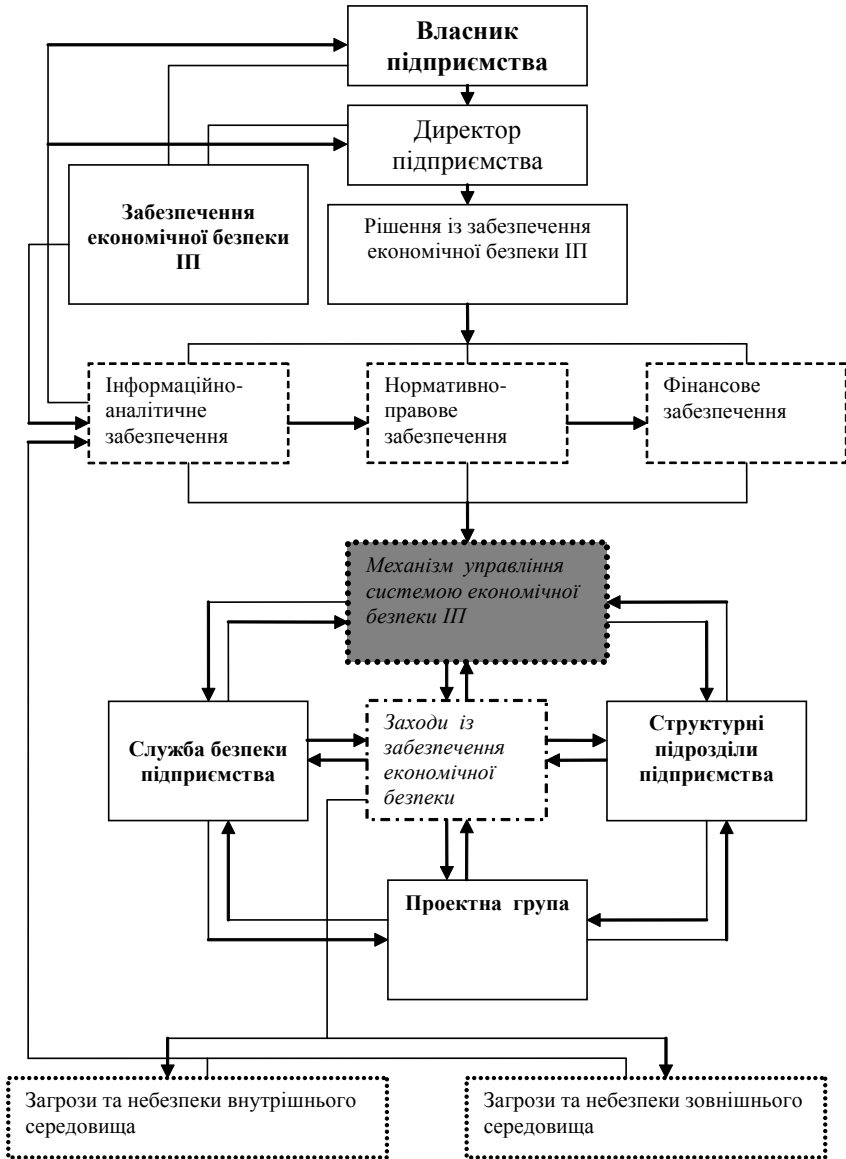 Власник
підприємства
Директор
підприємства
Забезпечення
економічної безпеки
ІП
Рішення із забезпечення
економічної безпеки ІП
Інформаційно-
аналітичне
забезпечення
Нормативно-
правове
забезпечення
Фінансове
забезпечення
Механізм управління
системою економічної
безпеки ІП
Служба безпеки
підприємства
Заходи із
забезпечення
економічної
безпеки
Структурні
підрозділи
підприємства
Проектна група
Загрози та небезпеки внутрішнього
середовища
Загрози та небезпеки зовнішнього
середовища